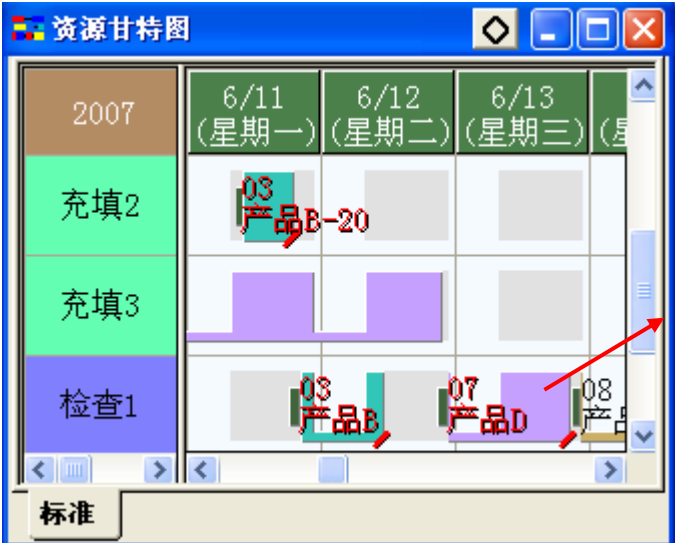 资源甘特图
2007
6/11
(星期一)
6/12
(星期二)
6/13
(星期三)
充填2
03
产品B-20
充填3
检查1
03
产品B
07
产品D
08
标准